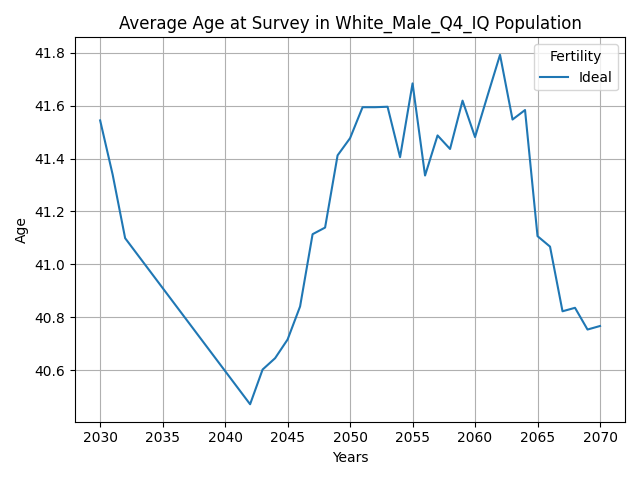 Average Age at Survey in White_Male_Q4_IQ Population
Fertility
Ideal
41.8
41.6
41.4
41.2
41.0
40.8
40.6
Age
2030 2035 2040 2045 2050 2055 2060 2065 2070
Years